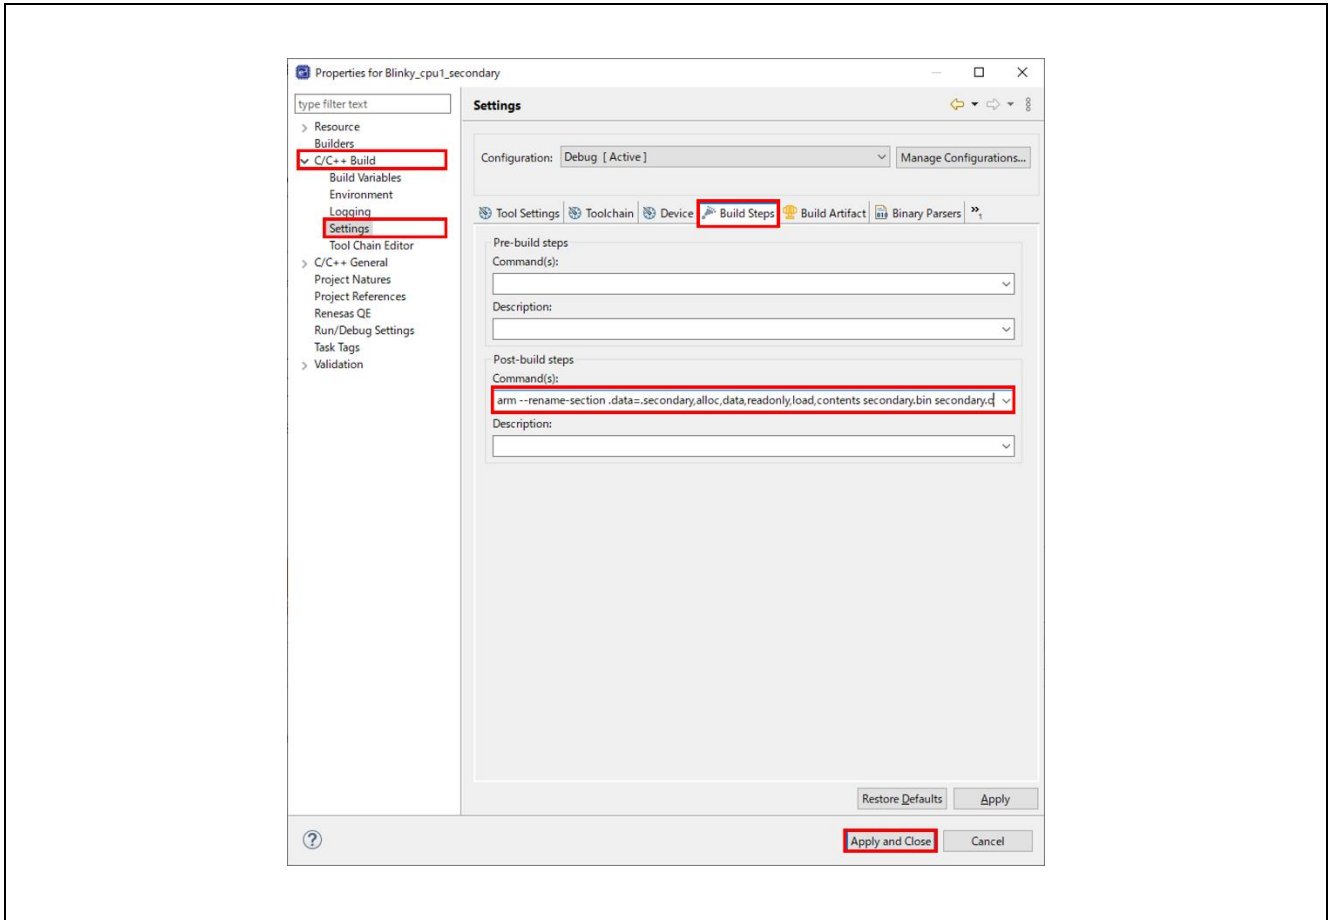 Properties for Blinky_cpu1_secondary
type filter text
Resource
Builders
C/C++ Build
Build Variables
Environment
Logging
Settings
Tool Chain Editor
C/C++ General
Project Natures
Project References
Renesas QE
Run/Debug Settings
Task Tags
Validation
Settings
Configuration: Debug [ Active ] Manage Configurations...
Tool Settings Toolchain Device Build Steps Build Artifact Binary Parsers »1
Pre-build steps
Command(s):
Description:
Post-build steps
Command(s):
arm --rename-section .data=.secondary,alloc,data,readonly,load,contents secondary.bin secondary.c
Description:
Restore Defaults Apply
? Apply and Close Cancel